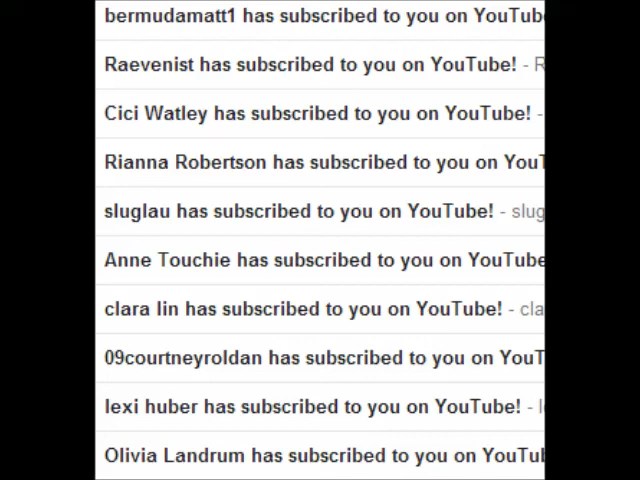 bermudamatt1 has subscribed to you on YouTub
Raevenist has subscribed to you on YouTube! - R
Cici Watley has subscribed to you on YouTube! -
Rianna Robertson has subscribed to you on YouT
sluglau has subscribed to you on YouTube! - slug
Anne Touchie has subscribed to you on YouTube
clara lin has subscribed to you on YouTube! - cla
09courtneyroldan has subscribed to you on YouT
lexi huber has subscribed to you on YouTube! - l
Olivia Landrum has subscribed to you on YouTub